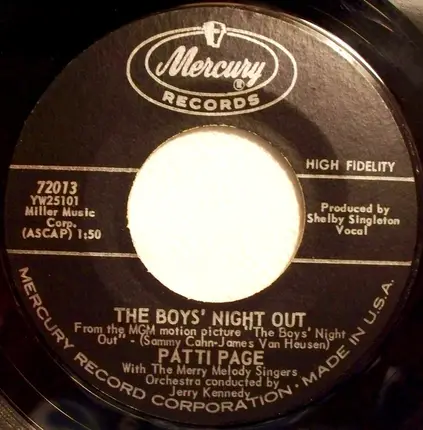 Mercury
®
RECORDS
HIGH FIDELITY
72013
YW25101
Miller Music
Corp.
(ASCAP) 1:50
Produced by
Shelby Singleton
Vocal
THE BOYS' NIGHT OUT
From the MGM motion picture "The Boys' Night
Out" - (Sammy Cahn-James Van Heusen)
PATTI PAGE
With The Merry Melody Singers
Orchestra conducted by
Jerry Kennedy
MERCURY RECORD CORPORATION · MADE IN U.S.A.